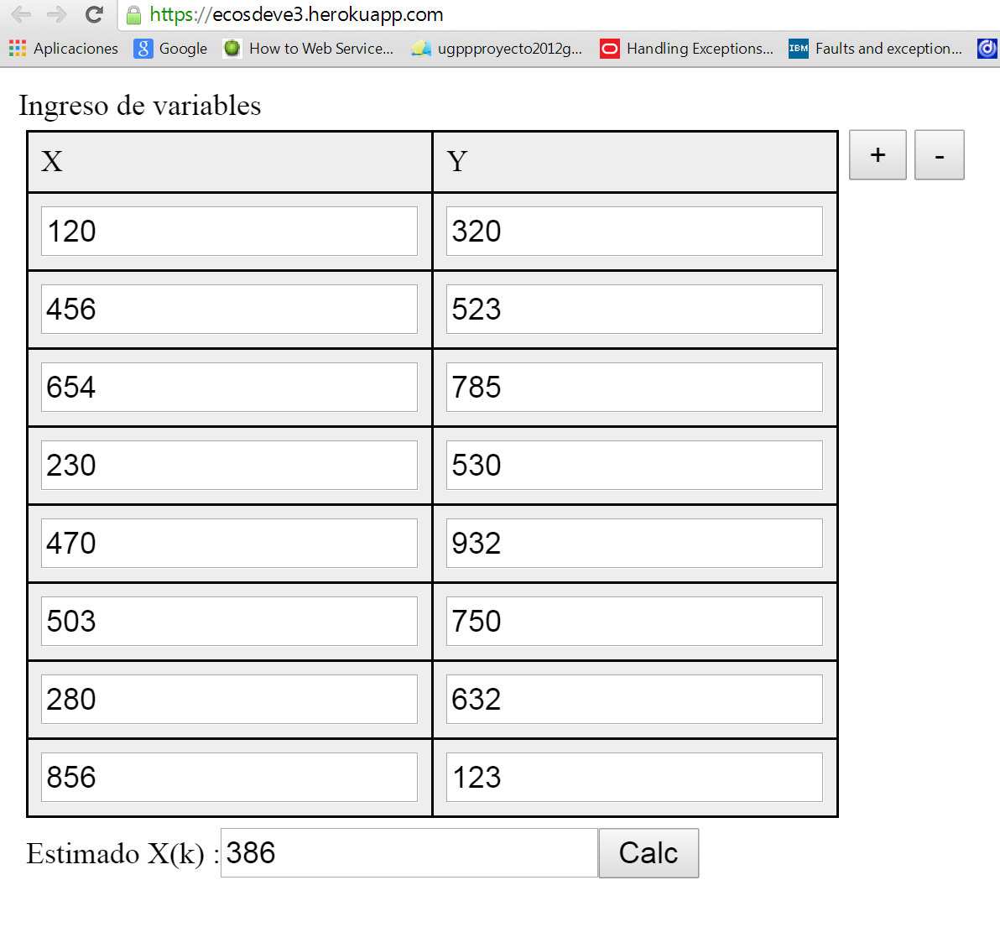 https://ecosdeve3.herokuapp.com
Aplicaciones Google How to Web Service... ugppproyecto2012g... Handling Exceptions... IBM Faults and exception...
Ingreso de variables
X Y + -
120 320
456 523
654 785
230 530
470 932
503 750
280 632
856 123
Estimado X(k) : 386 Calc